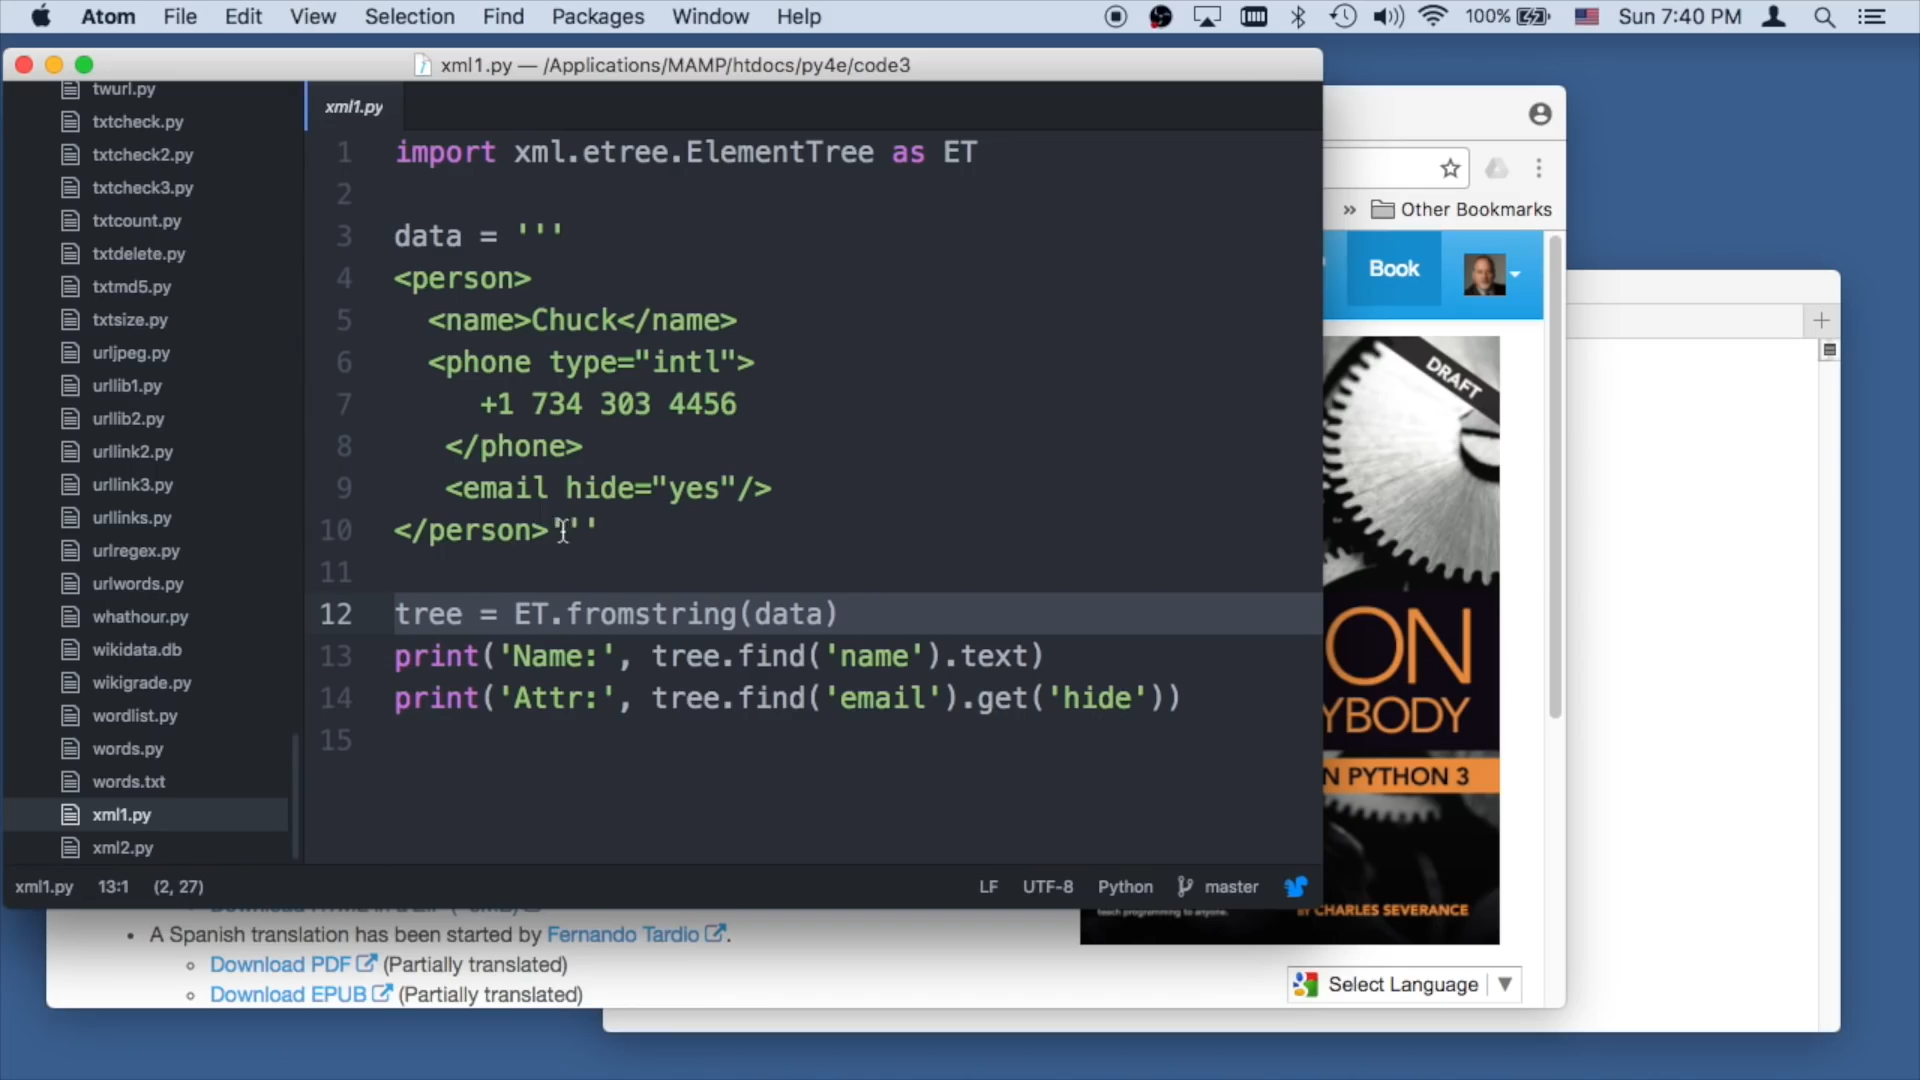 Atom File Edit View Selection Find Packages Window Help 100% Sun 7:40 PM
xml1.py — /Applications/MAMP/htdocs/py4e/code3
twurl.py
txtcheck.py
txtcheck2.py
txtcheck3.py
txtcount.py
txtdelete.py
txtmd5.py
txtsize.py
urljpeg.py
urllib1.py
urllib2.py
urllink2.py
urllink3.py
urllinks.py
urlregex.py
urlwords.py
whathour.py
wikidata.db
wikigrade.py
wordlist.py
words.py
words.txt
xml1.py
xml2.py
xml1.py
1 import xml.etree.ElementTree as ET
2
3 data = '''
4 <person>
5 <name>Chuck</name>
6 <phone type="intl">
7 +1 734 303 4456
8 </phone>
9 <email hide="yes"/>
10 </person>'''
11
12 tree = ET.fromstring(data)
13 print('Name:', tree.find('name').text)
14 print('Attr:', tree.find('email').get('hide'))
15
xml1.py 13:1 (2, 27) LF UTF-8 Python master
» Other Bookmarks
Book
DRAFT
ON
YBODY
N PYTHON 3
teach programming to anyone. BY CHARLES SEVERANCE
• A Spanish translation has been started by Fernando Tardio.
Download PDF (Partially translated)
Download EPUB (Partially translated)
Select Language ▼